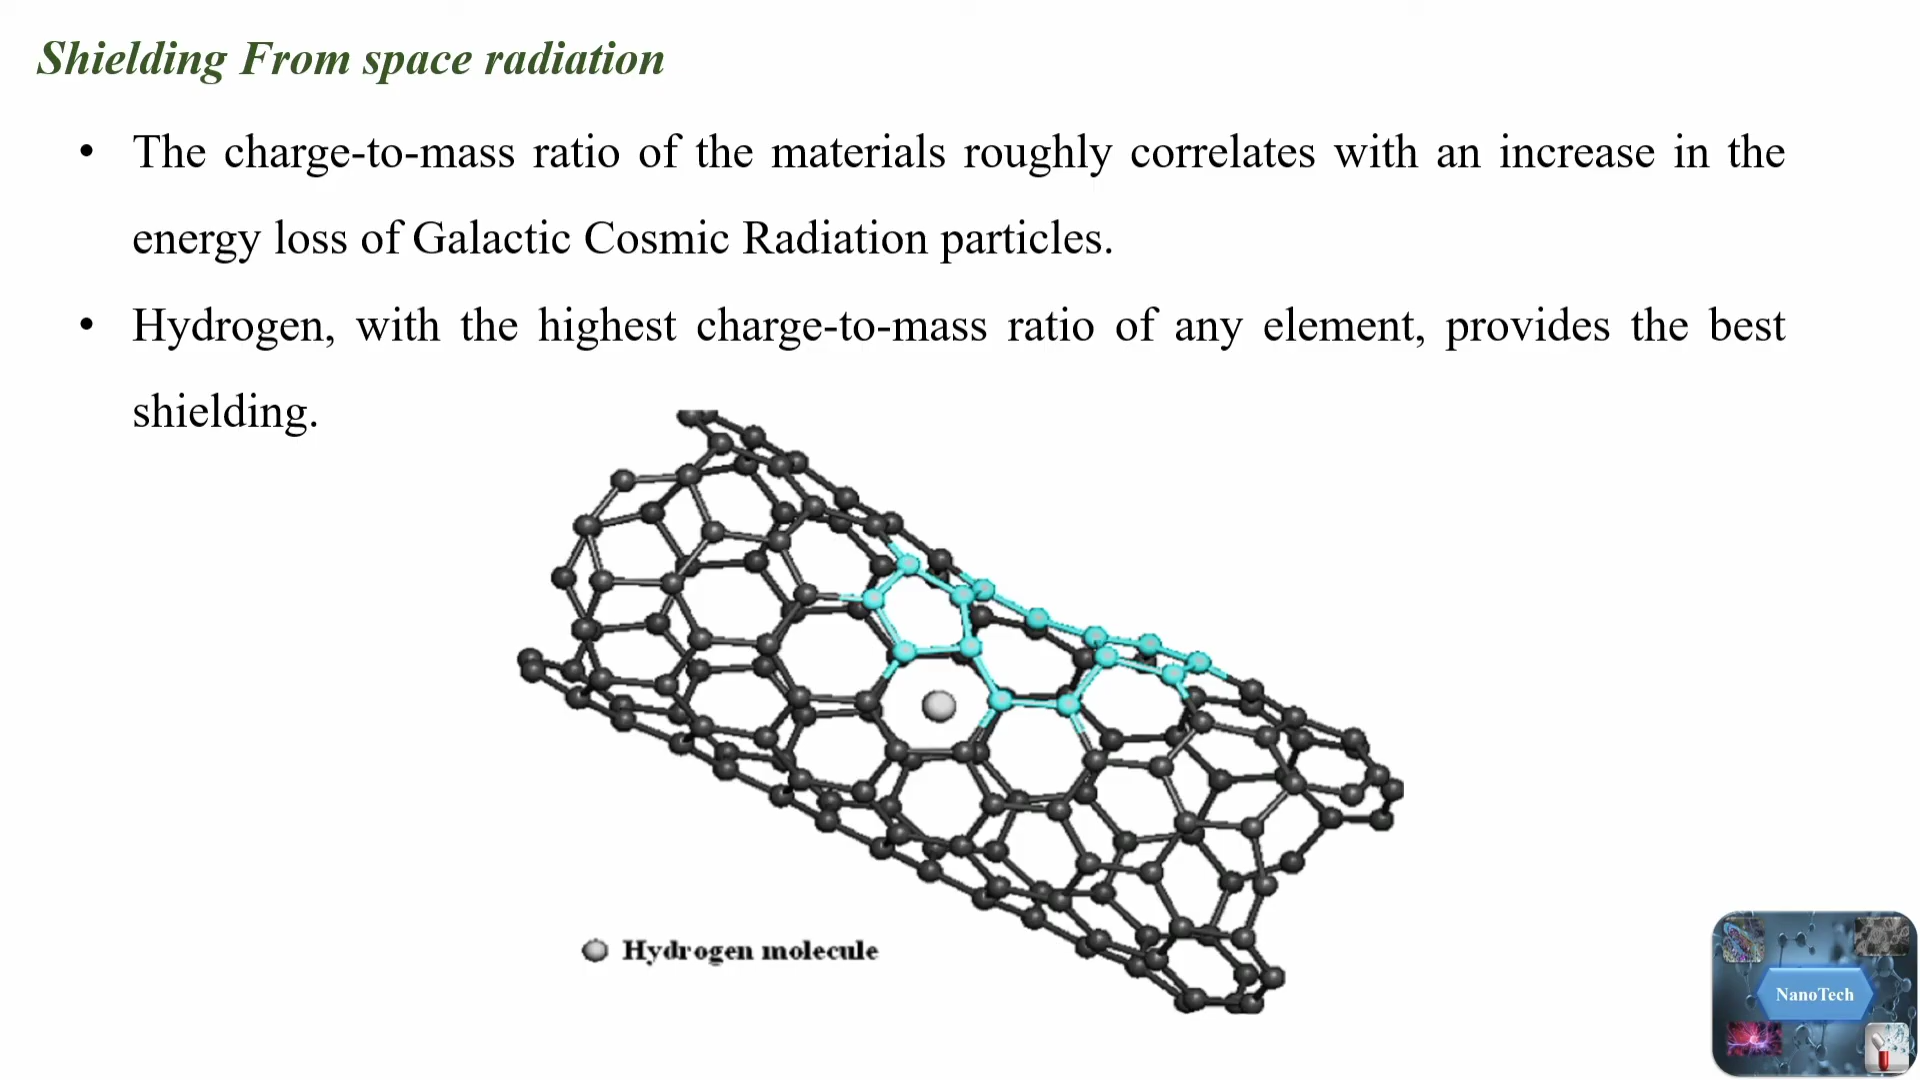 Shielding From space radiation
• The charge-to-mass ratio of the materials roughly correlates with an increase in the
energy loss of Galactic Cosmic Radiation particles.
• Hydrogen, with the highest charge-to-mass ratio of any element, provides the best
shielding.
Hydrogen molecule
NanoTech